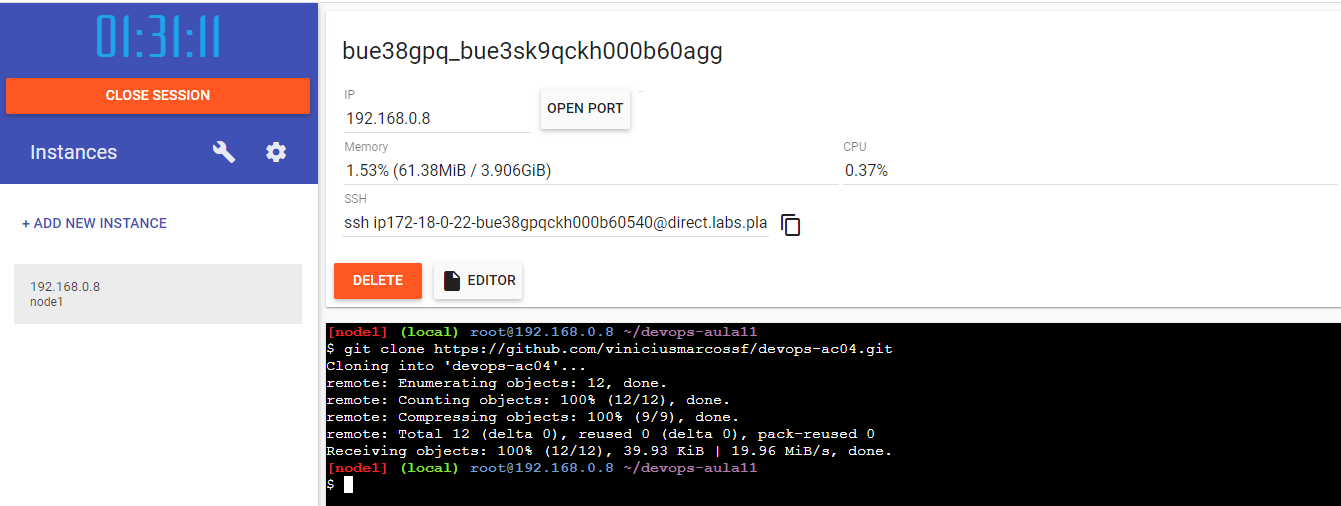 01:31:11
CLOSE SESSION
Instances
+ ADD NEW INSTANCE
192.168.0.8
node1
bue38gpq_bue3sk9qckh000b60agg
IP
192.168.0.8
OPEN PORT
Memory
1.53% (61.38MiB / 3.906GiB)
CPU
0.37%
SSH
ssh ip172-18-0-22-bue38gpqckh000b60540@direct.labs.pla
DELETE
EDITOR
[node1] (local) root@192.168.0.8 ~/devops-aula11
$ git clone https://github.com/viniciusmarcossf/devops-ac04.git
Cloning into 'devops-ac04'...
remote: Enumerating objects: 12, done.
remote: Counting objects: 100% (12/12), done.
remote: Compressing objects: 100% (9/9), done.
remote: Total 12 (delta 0), reused 0 (delta 0), pack-reused 0
Receiving objects: 100% (12/12), 39.93 KiB | 19.96 MiB/s, done.
[node1] (local) root@192.168.0.8 ~/devops-aula11
$